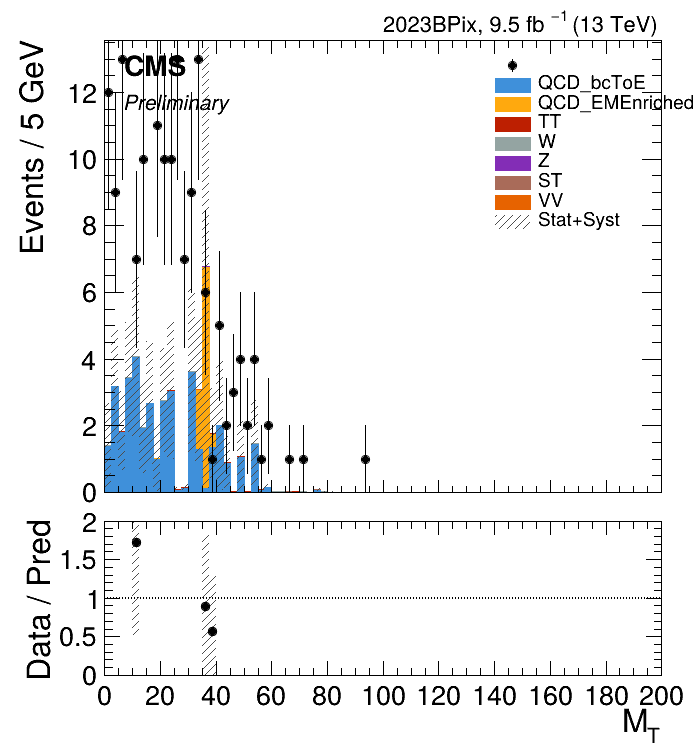 2023BPix, 9.5 fb⁻¹ (13 TeV)
Events / 5 GeV
CMS
Preliminary
QCD_bcToE
QCD_EMEnriched
TT
W
Z
ST
VV
Stat+Syst
12
10
8
6
4
2
0
Data / Pred
2
1.5
1
0.5
0
0 20 40 60 80 100 120 140 160 180 200
M_T